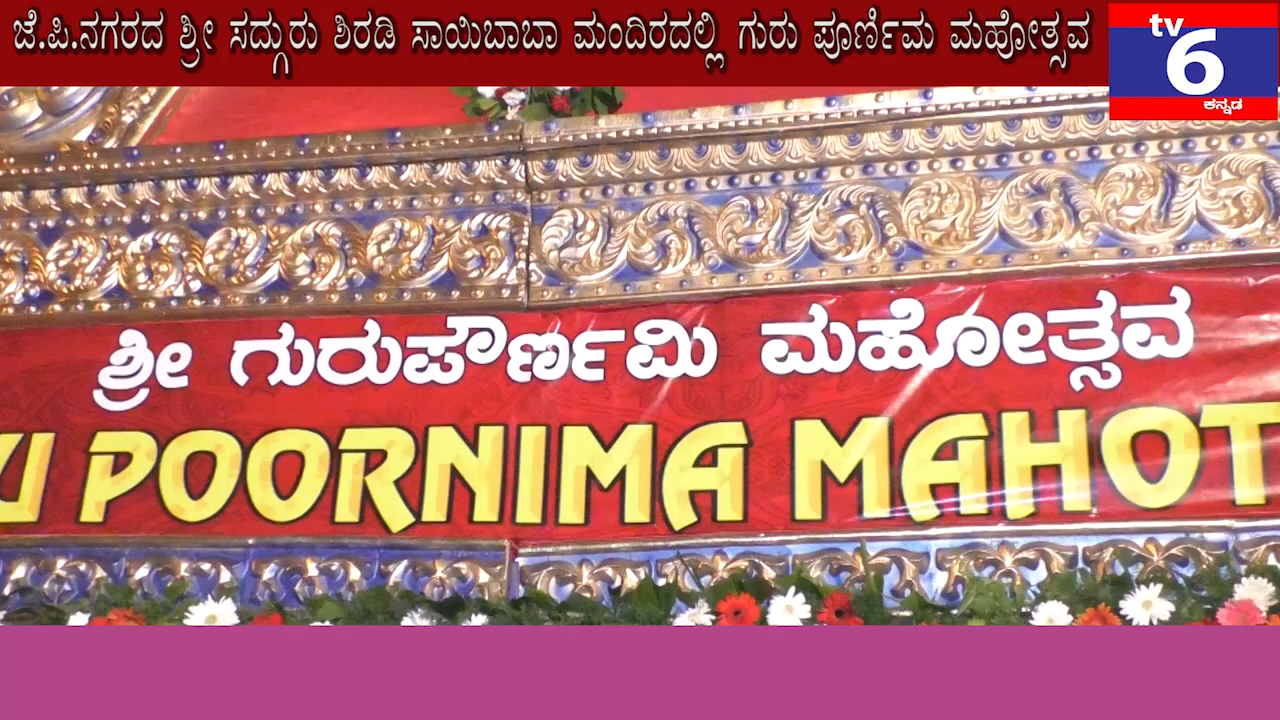 ಜೆ.ಪಿ.ನಗರದ ಶ್ರೀ ಸದ್ಗುರು ಶಿರಡಿ ಸಾಯಿಬಾಬಾ ಮಂದಿರದಲ್ಲಿ ಗುರು ಪೂರ್ಣಿಮ ಮಹೋತ್ಸವ
tv
6
ಕನ್ನಡ
ಶ್ರೀ ಗುರುಪೌರ್ಣಮಿ ಮಹೋತ್ಸವ
U POORNIMA MAHOT